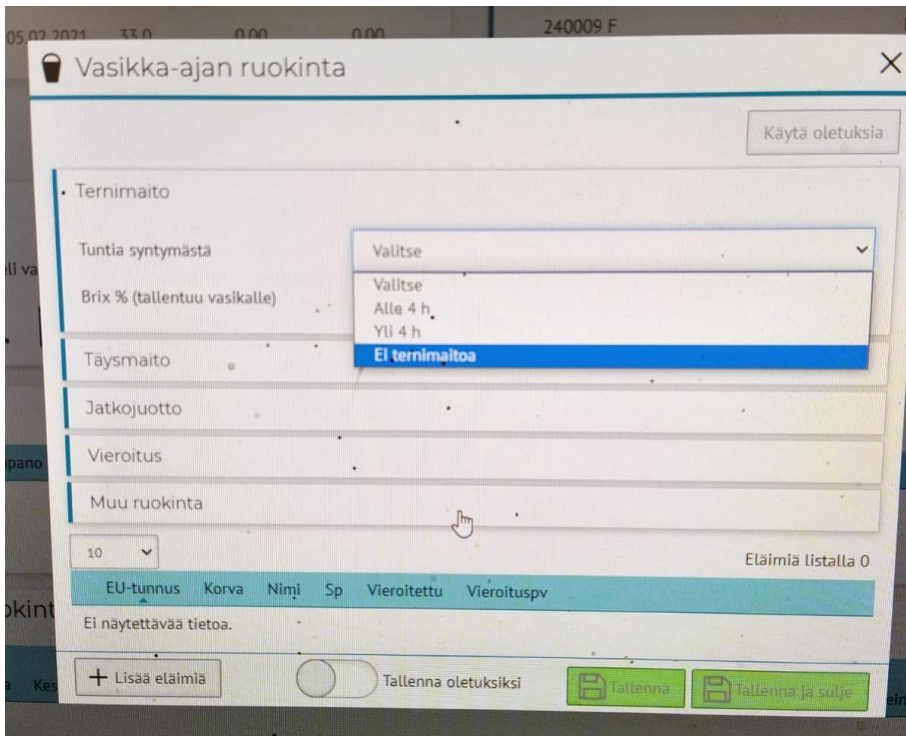 05.02.2021 33.0 0.00 0.00 240009 F
Vasikka-ajan ruokinta
Käytä oletuksia
Ternimaito
Tuntia syntymästä Valitse
Valitse
Brix % (tallentuu vasikalle)
Alle 4 h
Yli 4 h
Ei ternimaitoa
Täysmaito
Jatkojuotto
Vieroitus
Muu ruokinta
10 Eläimiä listalla 0
EU-tunnus Korva Nimi Sp Vieroitettu Vieroituspv
Ei näytettävää tietoa.
+ Lisää eläimiä Tallenna oletuksiksi Tallenna Tallenna ja sulje